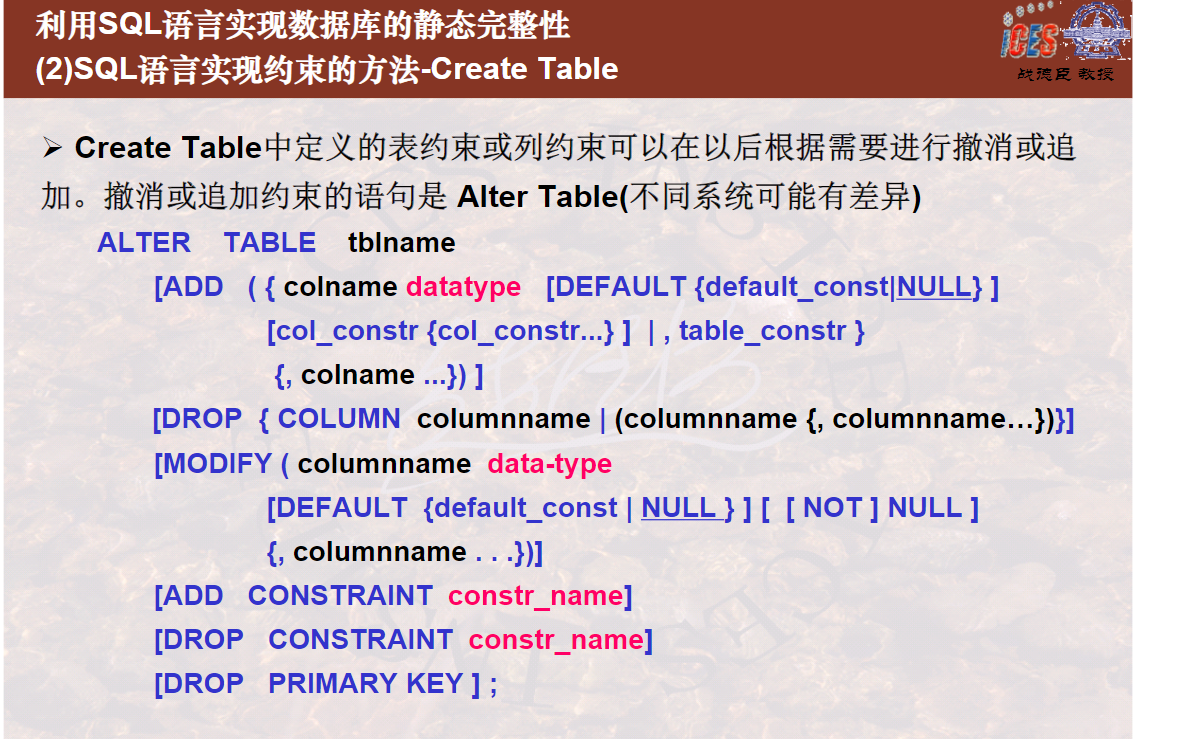 利用SQL语言实现数据库的静态完整性
(2)SQL语言实现约束的方法-Create Table
iCES
战德臣 教授
➢ Create Table中定义的表约束或列约束可以在以后根据需要进行撤消或追
加。撤消或追加约束的语句是 Alter Table(不同系统可能有差异)
ALTER TABLE tblname
[ADD ( { colname datatype [DEFAULT {default_const|NULL} ]
[col_constr {col_constr...} ] | , table_constr }
{, colname ...}) ]
[DROP { COLUMN columnname | (columnname {, columnname…})}]
[MODIFY ( columnname data-type
[DEFAULT {default_const | NULL } ] [ [ NOT ] NULL ]
{, columnname . . .})]
[ADD CONSTRAINT constr_name]
[DROP CONSTRAINT constr_name]
[DROP PRIMARY KEY ] ;